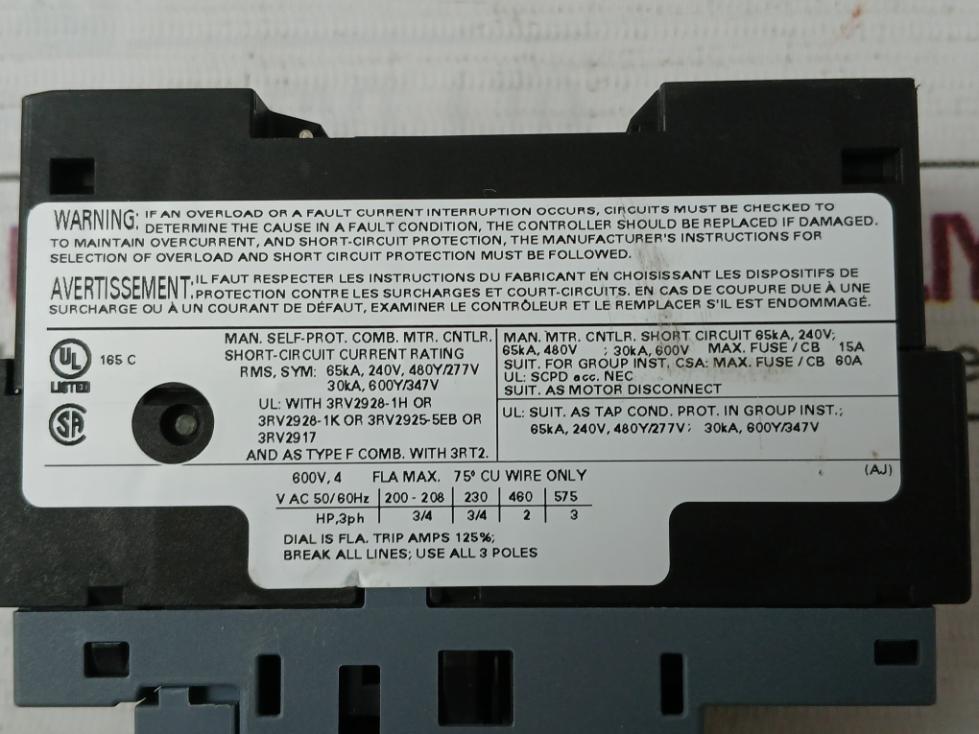 WARNING: IF AN OVERLOAD OR A FAULT CURRENT INTERRUPTION OCCURS, CIRCUITS MUST BE CHECKED TO
DETERMINE THE CAUSE IN A FAULT CONDITION, THE CONTROLLER SHOULD BE REPLACED IF DAMAGED.
TO MAINTAIN OVERCURRENT, AND SHORT-CIRCUIT PROTECTION, THE MANUFACTURER'S INSTRUCTIONS FOR
SELECTION OF OVERLOAD AND SHORT CIRCUIT PROTECTION MUST BE FOLLOWED.
AVERTISSEMENT: IL FAUT RESPECTER LES INSTRUCTIONS DU FABRICANT EN CHOISISSANT LES DISPOSITIFS DE
PROTECTION CONTRE LES SURCHARGES ET COURT-CIRCUITS. EN CAS DE COUPURE DUE À UNE
SURCHARGE OU À UN COURANT DE DÉFAUT, EXAMINER LE CONTRÔLEUR ET LE REMPLACER S'IL EST ENDOMMAGÉ.
UL
LISTED
165 C
SA
MAN. SELF-PROT. COMB. MTR. CNTLR.
SHORT-CIRCUIT CURRENT RATING
RMS, SYM: 65kA, 240V, 480Y/277V
30kA, 600Y/347V
UL: WITH 3RV2928-1H OR
3RV2928-1K OR 3RV2925-5EB OR
3RV2917
AND AS TYPE F COMB. WITH 3RT2.
MAN. MTR. CNTLR. SHORT CIRCUIT 65kA, 240V;
65kA, 480V ; 30kA, 600V MAX. FUSE / CB 15A
SUIT. FOR GROUP INST, CSA: MAX. FUSE / CB 60A
UL: SCPD acc. NEC
SUIT. AS MOTOR DISCONNECT
UL: SUIT. AS TAP COND. PROT. IN GROUP INST.;
65kA, 240V, 480Y/277V; 30kA, 600Y/347V
(AJ)
600V, 4 FLA MAX. 75° CU WIRE ONLY
V AC 50/60Hz 200 - 208 230 460 575
HP, 3ph 3/4 3/4 2 3
DIAL IS FLA. TRIP AMPS 125%;
BREAK ALL LINES; USE ALL 3 POLES